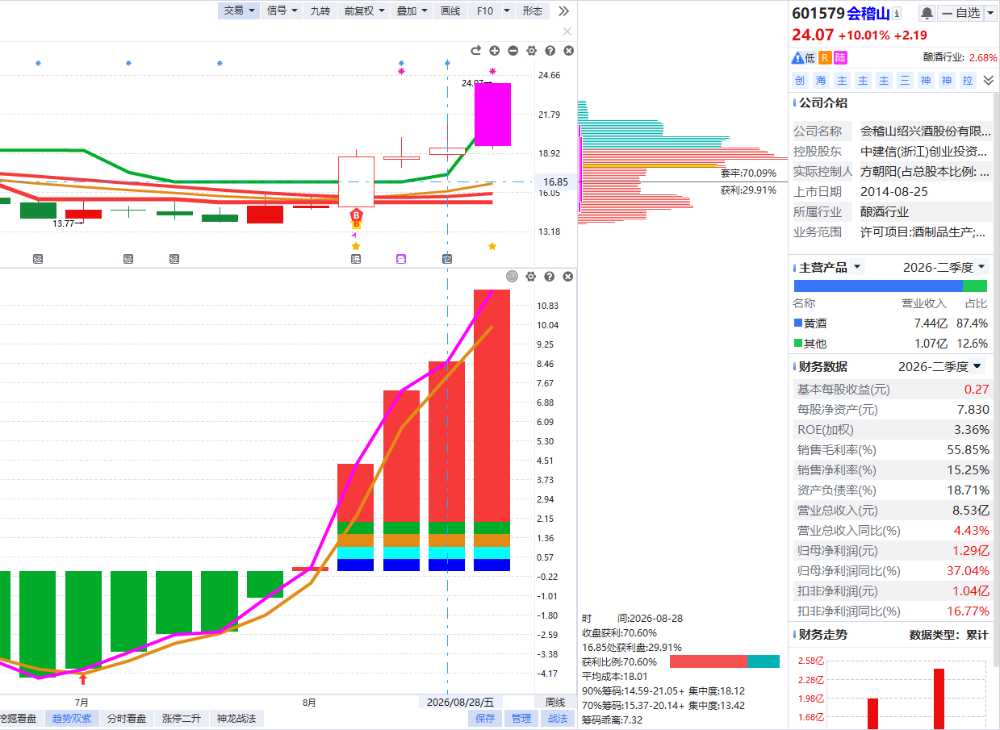 交易 信号 九转 前复权 叠加 画线 F10 形态
24.66
24.07
21.79
18.92
16.85
16.05
13.77
13.18
经 经 经 提 它
10.83
10.04
9.25
8.46
7.67
6.88
6.09
5.30
4.51
3.73
2.94
2.15
1.36
0.57
-0.22
-1.01
-1.80
-2.59
-3.38
-4.17
7月 8月 2026/08/28/五 周线
挖掘看盘 趋势双紫 分时看盘 涨停二升 神龙战法 保存 管理 战法
套牢:70.09%
获利:29.91%
时 间:2026-08-28
收盘获利:70.60%
16.85处获利盘:29.91%
获利比例:70.60%
平均成本:18.01
90%筹码:14.59-21.05+ 集中度:18.12
70%筹码:15.37-20.14+ 集中度:13.42
筹码乖离:7.32
601579 会稽山 自选
24.07 +10.01% +2.19
低 R 陆 酿酒行业: 2.68%
创 海 主 主 主 三 神 神 拉
公司介绍
公司名称 会稽山绍兴酒股份有限...
控股股东 中建信(浙江)创业投资...
实际控制人 方朝阳(占总股本比例: ...
上市日期 2014-08-25
所属行业 酿酒行业
业务范围 许可项目:酒制品生产;...
主营产品 2026-二季度
名称 营业收入 占比
黄酒 7.44亿 87.4%
其他 1.07亿 12.6%
财务数据 2026-二季度
基本每股收益(元) 0.27
每股净资产(元) 7.830
ROE(加权) 3.36%
销售毛利率(%) 55.85%
销售净利率(%) 15.25%
资产负债率(%) 18.71%
营业总收入(元) 8.53亿
营业总收入同比(%) 4.43%
归母净利润(元) 1.29亿
归母净利润同比(%) 37.04%
扣非净利润(元) 1.04亿
扣非净利润同比(%) 16.77%
财务走势 数据类型: 累计
2.58亿
2.28亿
1.98亿
1.68亿